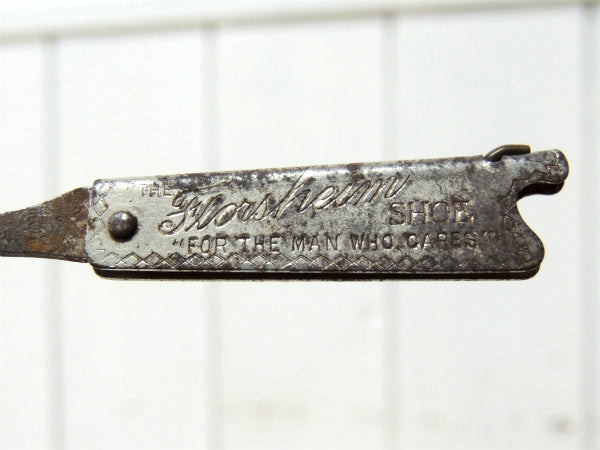 THE Florsheim SHOE
"FOR THE MAN WHO CARES"